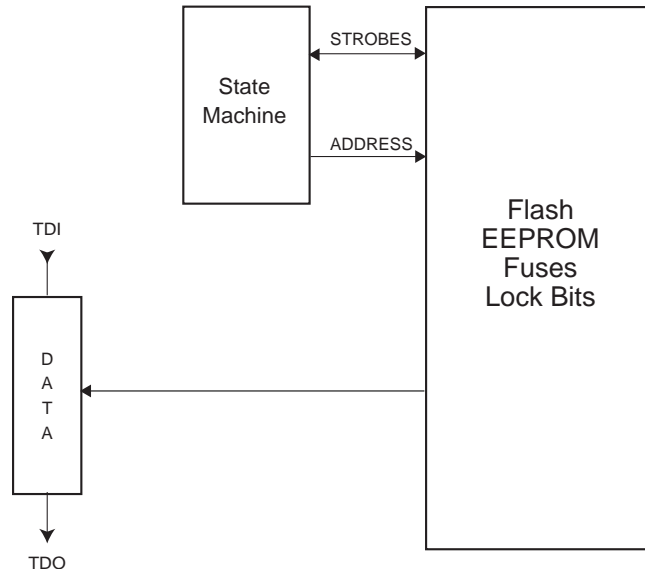 STROBES
State
Machine
ADDRESS
Flash
EEPROM
Fuses
Lock Bits
TDI
D
A
T
A
TDO